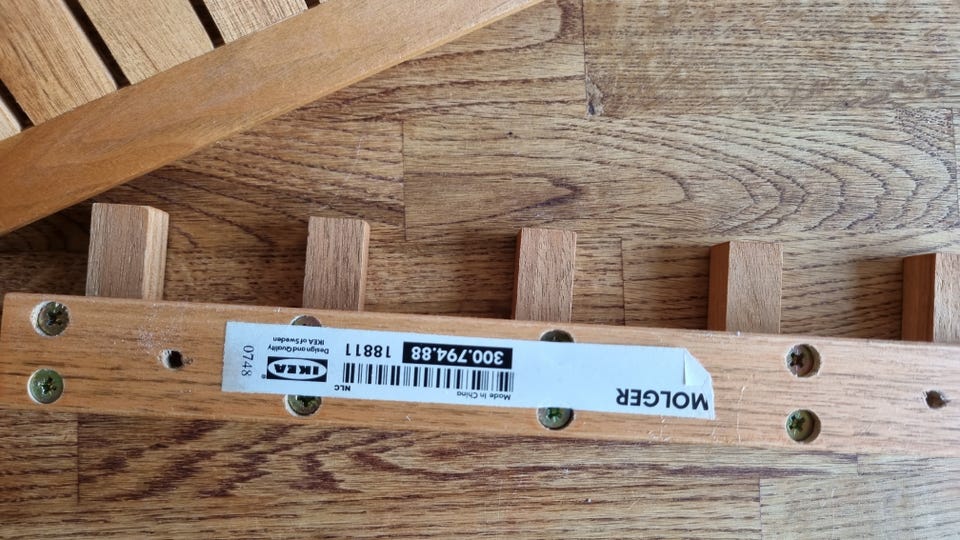 MOLGER
Made in China
NLC
300.794.88 18811
IKEA
®
Design and Quality
IKEA of Sweden
0748